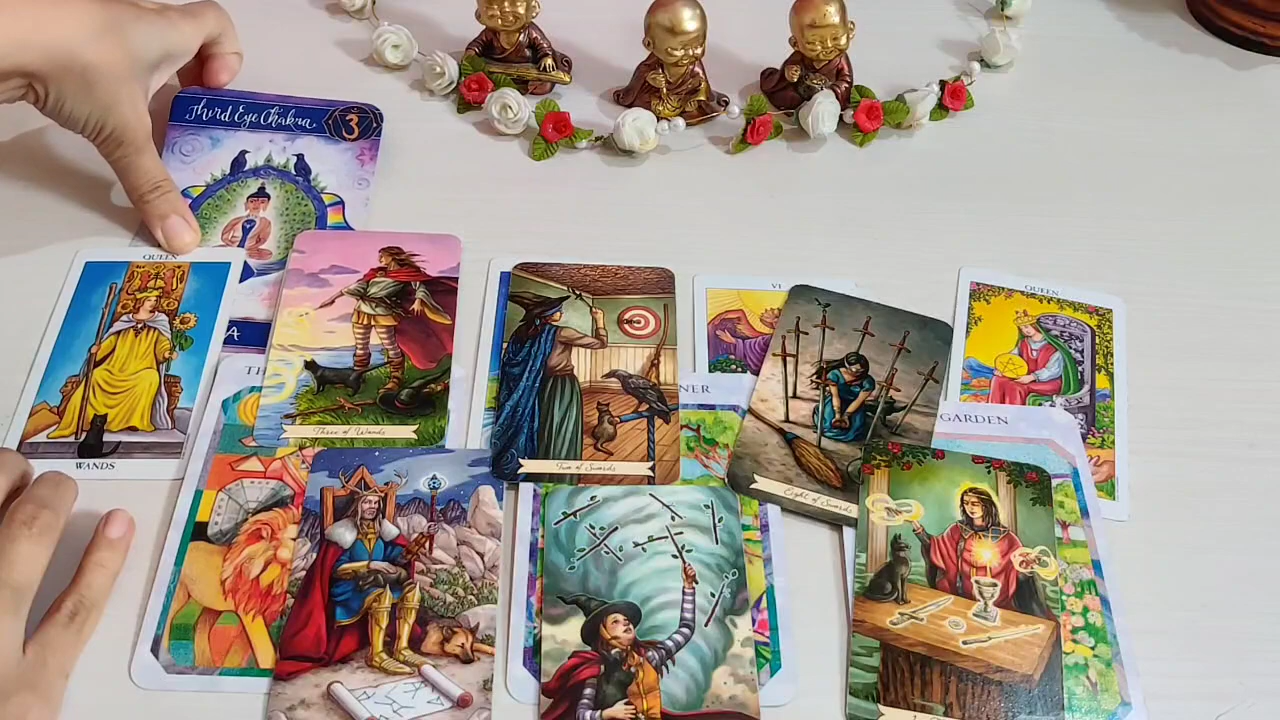 Third Eye Chakra
3
QUEEN
WANDS
A
TH
Three of Wands
Two of Swords
VI
NER
Eight of Swords
QUEEN
GARDEN